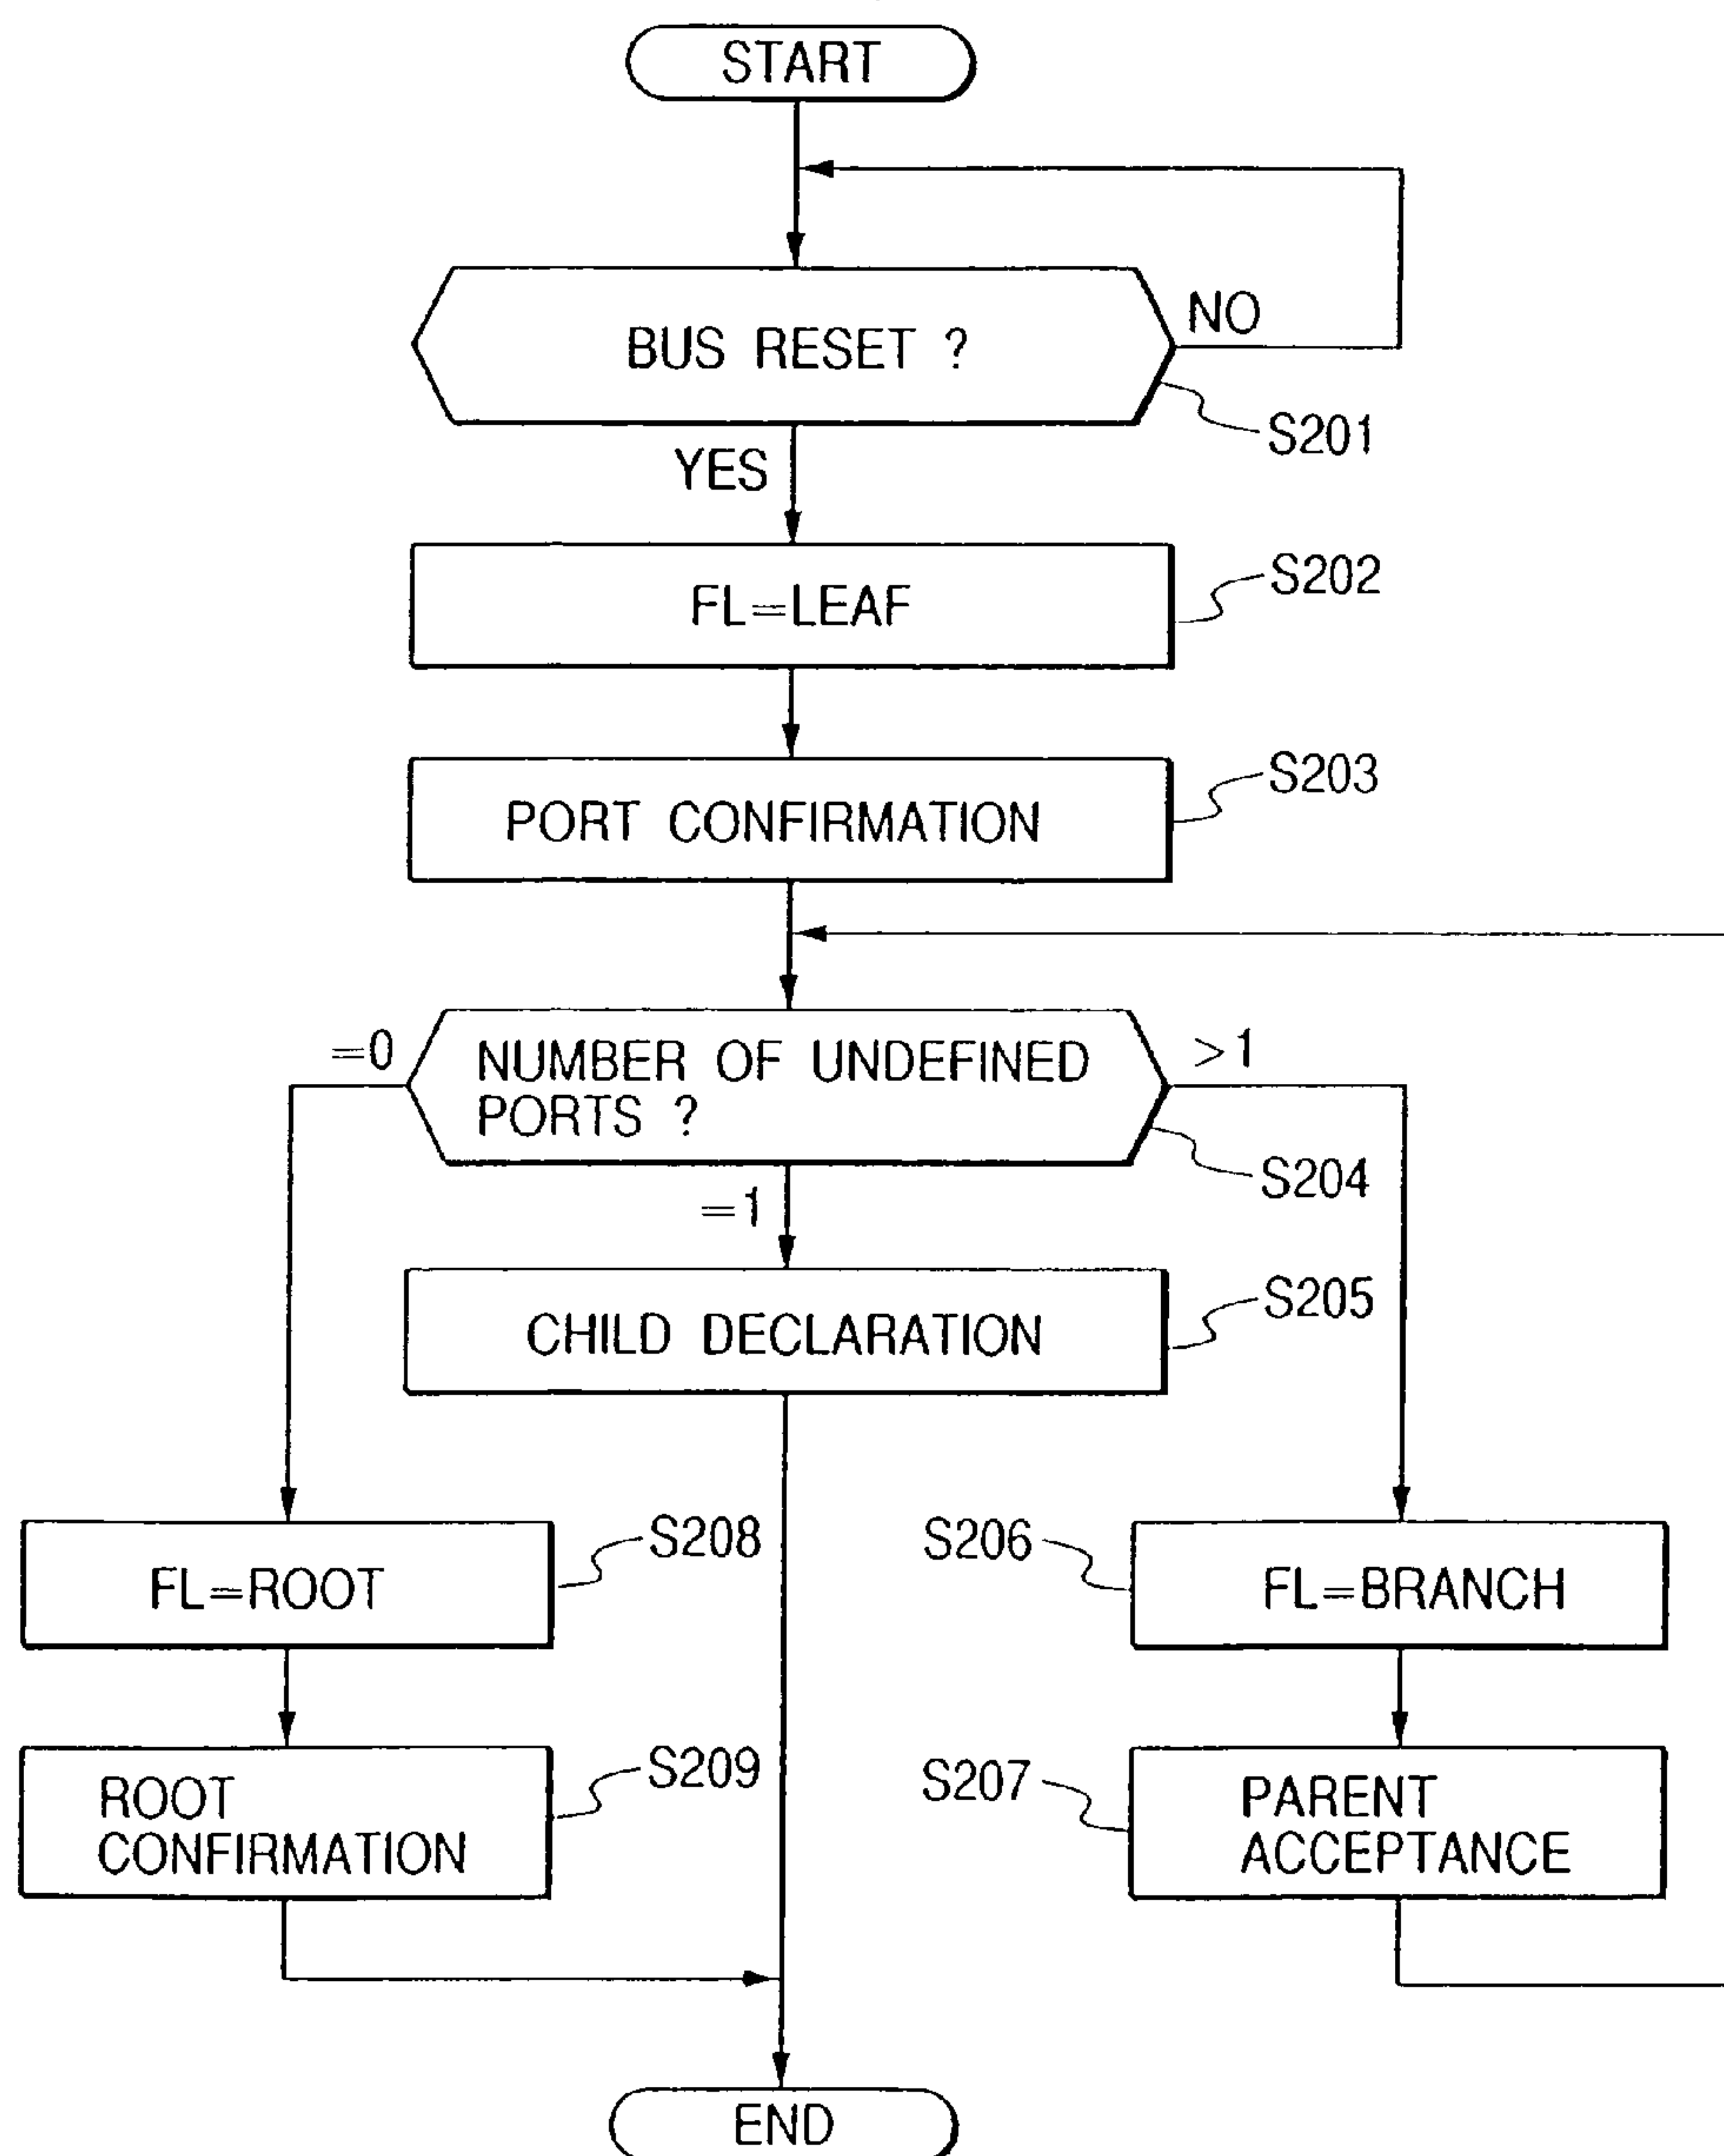 START
BUS RESET ?
NO
S201
YES
FL=LEAF
S202
PORT CONFIRMATION
S203
=0
NUMBER OF UNDEFINED
PORTS ?
>1
S204
=1
CHILD DECLARATION
S205
FL=ROOT
S208
S206
FL=BRANCH
ROOT
CONFIRMATION
S209
S207
PARENT
ACCEPTANCE
END